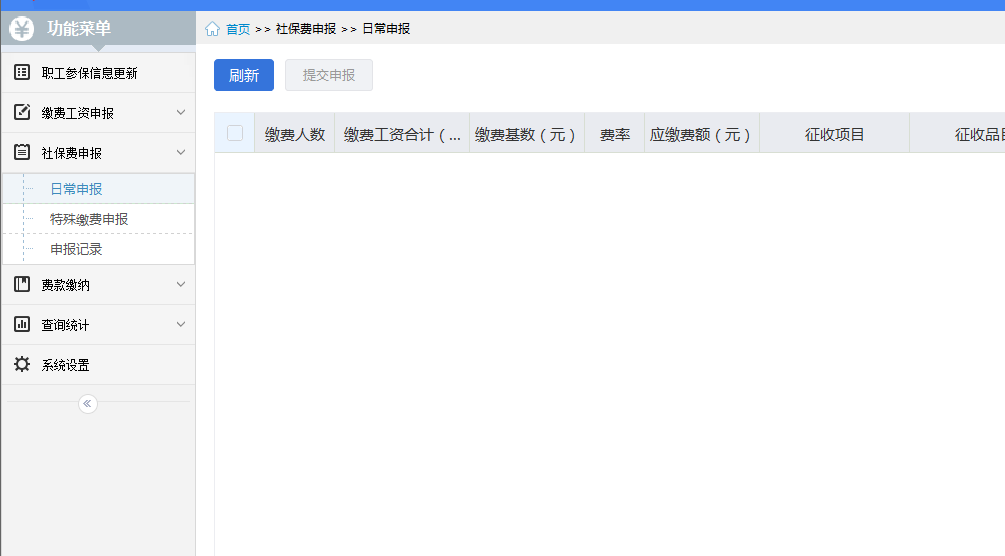 功能菜单
首页 >> 社保费申报 >> 日常申报
职工参保信息更新
缴费工资申报
社保费申报
日常申报
特殊缴费申报
申报记录
费款缴纳
查询统计
系统设置
刷新 提交申报
缴费人数 缴费工资合计（... 缴费基数（元） 费率 应缴费额（元） 征收项目 征收品目